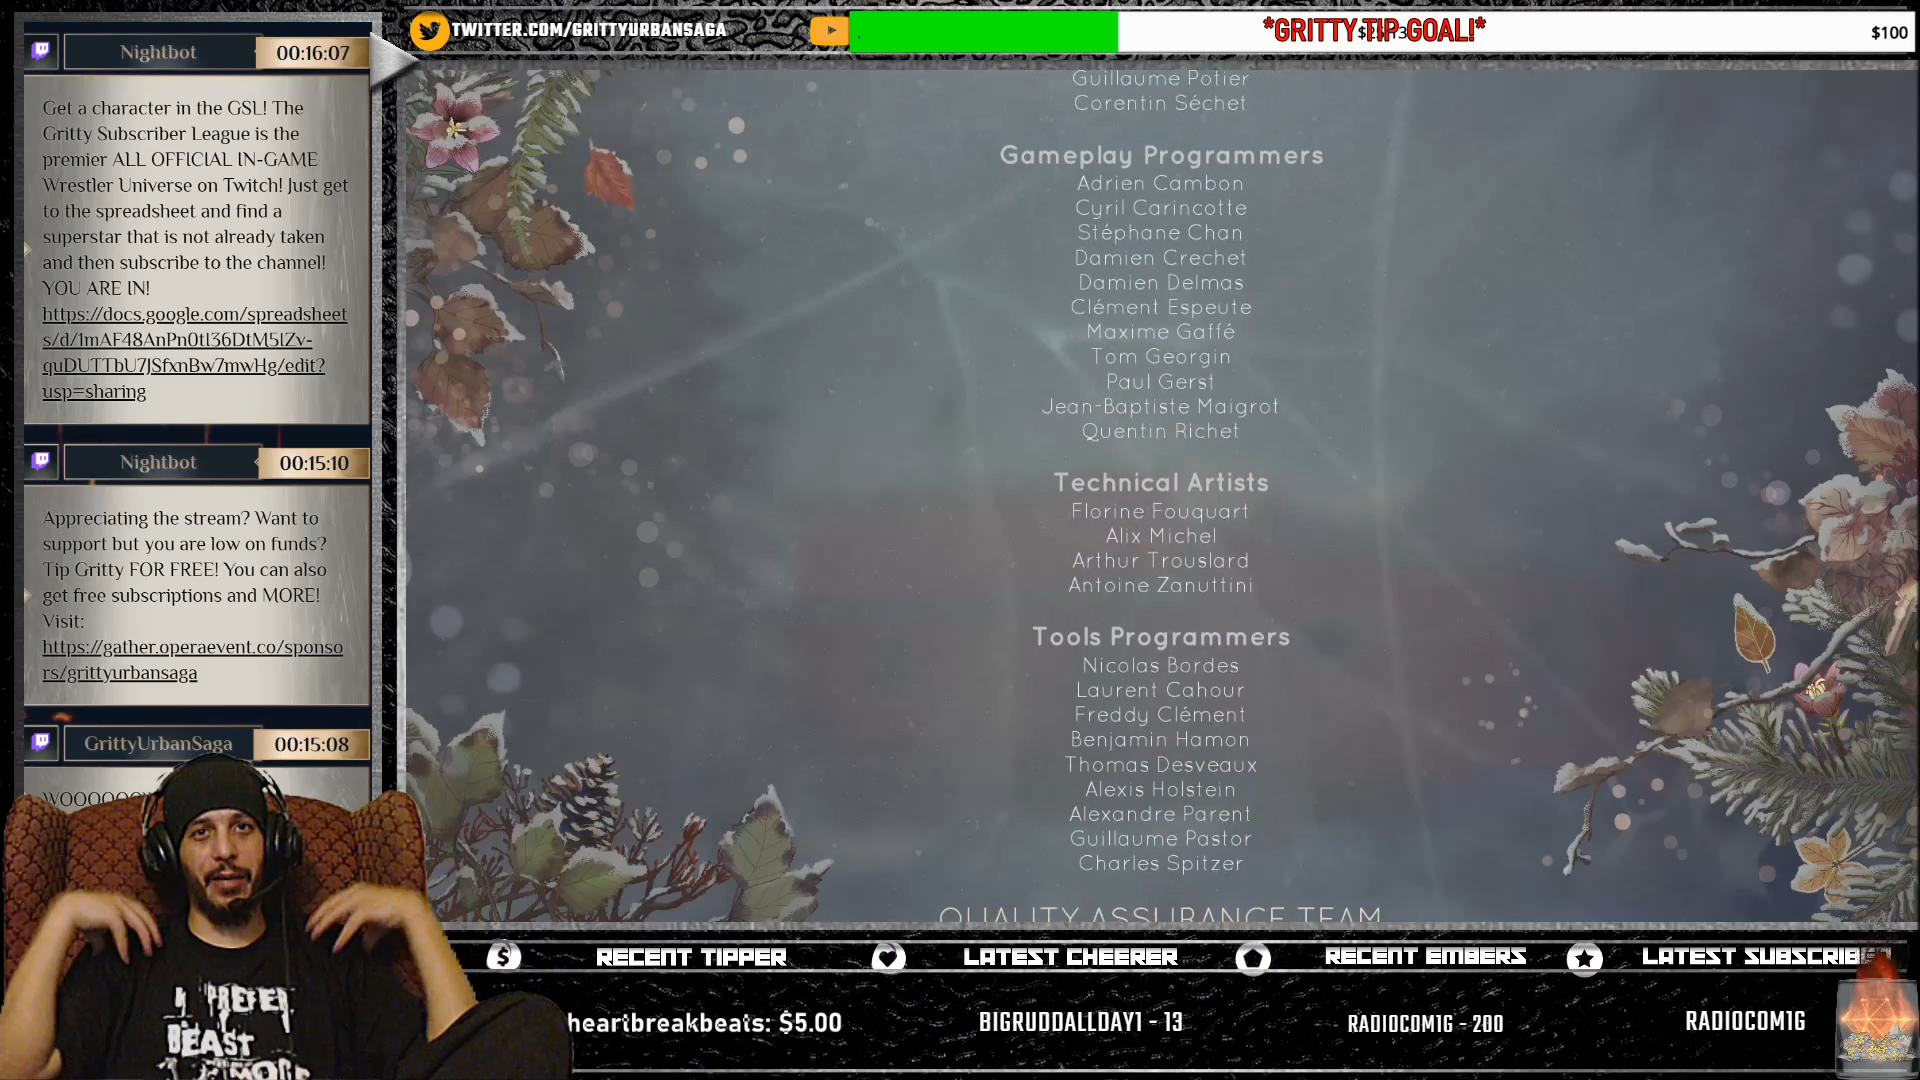 Nightbot
00:16:07
Get a character in the GSL! The
Gritty Subscriber League is the
premier ALL OFFICIAL IN-GAME
Wrestler Universe on Twitch! Just get
to the spreadsheet and find a
superstar that is not already taken
and then subscribe to the channel!
YOU ARE IN!
https://docs.google.com/spreadsheet
s/d/1mAF48AnPn0tl36DtM5lZv-
quDUTTbU7JSfxnBw7mwHg/edit?
usp=sharing
Nightbot
00:15:10
Appreciating the stream? Want to
support but you are low on funds?
Tip Gritty FOR FREE! You can also
get free subscriptions and MORE!
Visit:
https://gather.operaevent.co/sponso
rs/grittyurbansaga
GrittyUrbanSaga
00:15:08
I PREFER
BEAST
TWITTER.COM/GRITTYURBANSAGA
*GRITTY TIP GOAL!*
$100
Guillaume Potier
Corentin Séchet
Gameplay Programmers
Adrien Cambon
Cyril Carincotte
Stéphane Chan
Damien Crechet
Damien Delmas
Clément Espeute
Maxime Gaffé
Tom Georgin
Paul Gerst
Jean-Baptiste Maigrot
Quentin Richet
Technical Artists
Florine Fouquart
Alix Michel
Arthur Trouslard
Antoine Zanuttini
Tools Programmers
Nicolas Bordes
Laurent Cahour
Freddy Clément
Benjamin Hamon
Thomas Desveaux
Alexis Holstein
Alexandre Parent
Guillaume Pastor
Charles Spitzer
QUALITY ASSURANCE TEAM
RECENT TIPPER
LATEST CHEERER
RECENT EMBERS
LATEST SUBSCRIB
heartbreakbeats: $5.00
BIGRUDDALLDAY1 - 13
RADIOCOM1G - 200
RADIOCOM1G